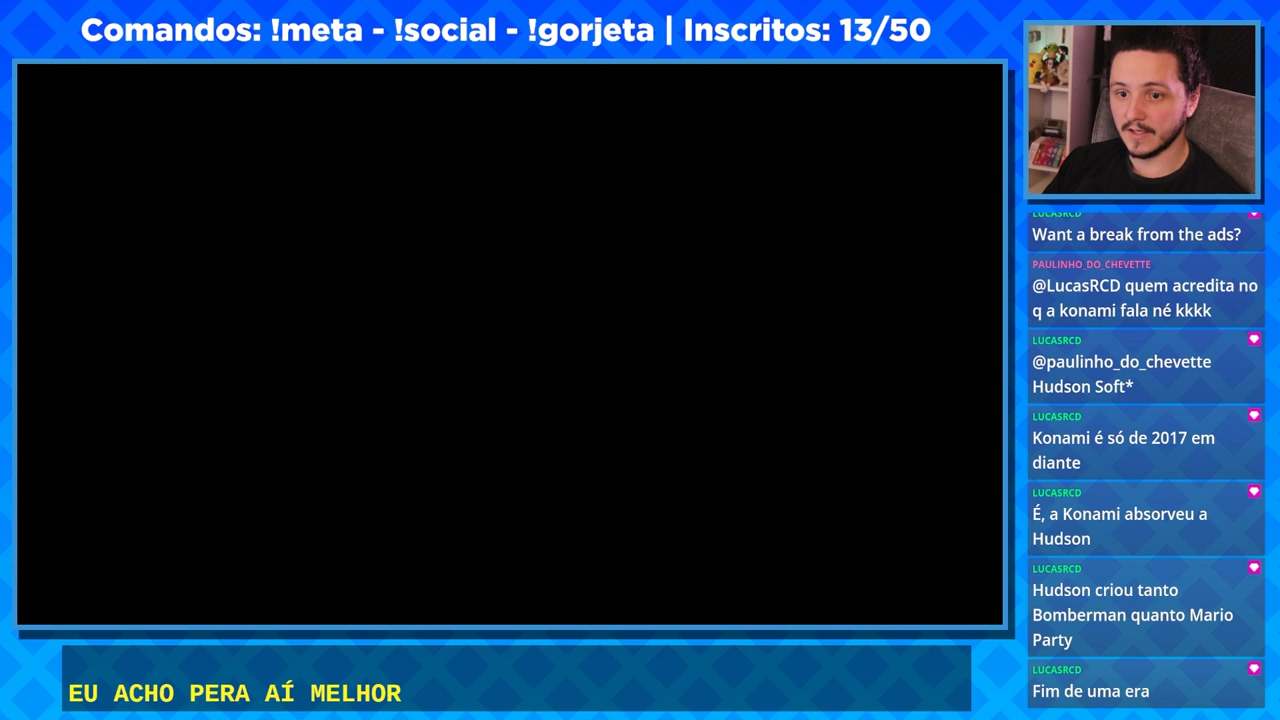 Comandos: !meta - !social - !gorjeta | Inscritos: 13/50
LUCASRCD
Want a break from the ads?
PAULINHO_DO_CHEVETTE
@LucasRCD quem acredita no
q a konami fala né kkkk
LUCASRCD
@paulinho_do_chevette
Hudson Soft*
LUCASRCD
Konami é só de 2017 em
diante
LUCASRCD
É, a Konami absorveu a
Hudson
LUCASRCD
Hudson criou tanto
Bomberman quanto Mario
Party
LUCASRCD
Fim de uma era
EU ACHO PERA AÍ MELHOR